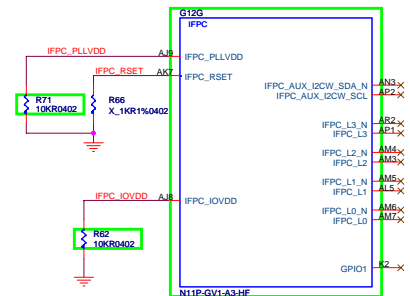 G12G
IFPC
IFPC_PLLVDD AJ9 IFPC_PLLVDD
IFPC_RSET AK7 IFPC_RSET
IFPC_AUX_I2CW_SDA_N AN3
IFPC_AUX_I2CW_SCL AP2
R71
10KR0402
R66
X_1KR1%0402
IFPC_L3_N AR2
IFPC_L3 AP1
IFPC_L2_N AM4
IFPC_L2 AM3
IFPC_L1_N AM5
IFPC_L1 AL5
IFPC_IOVDD AJ8 IFPC_IOVDD
IFPC_L0_N AM6
IFPC_L0 AM7
R62
10KR0402
GPIO1 K2
N11P-GV1-A3-HF